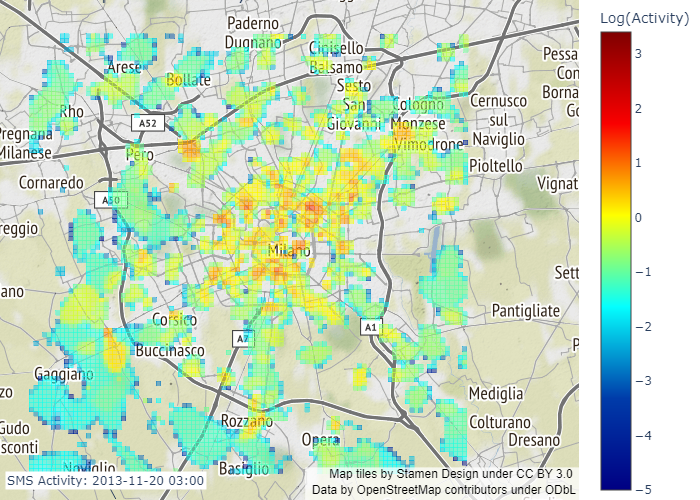 Log(Activity)
Paderno
Dugnano
Cinisello
Balsamo
Arese
Bollate
Sesto
San
Giovanni
Pessa
Con
Borna
Go
Rho
Cologno
Monzese
Cernusco
sul
Naviglio
A52
Pregnana
Milanese
Pero
Vimodrone
Pioltello
Cornaredo
Vignat
A50
reggio
Milano
Sett
ano
Corsico
Pantigliate
A7
A1
Buccinasco
P
Gaggiano
zo
Mediglia
Gudo
sconti
Rozzano
Colturano
Opera
Dresano
Noviglio
Basiglio
SMS Activity: 2013-11-20 03:00
Map tiles by Stamen Design under CC BY 3.0
Data by OpenStreetMap contributors under ODbL
3
2
1
0
−1
−2
−3
−4
−5